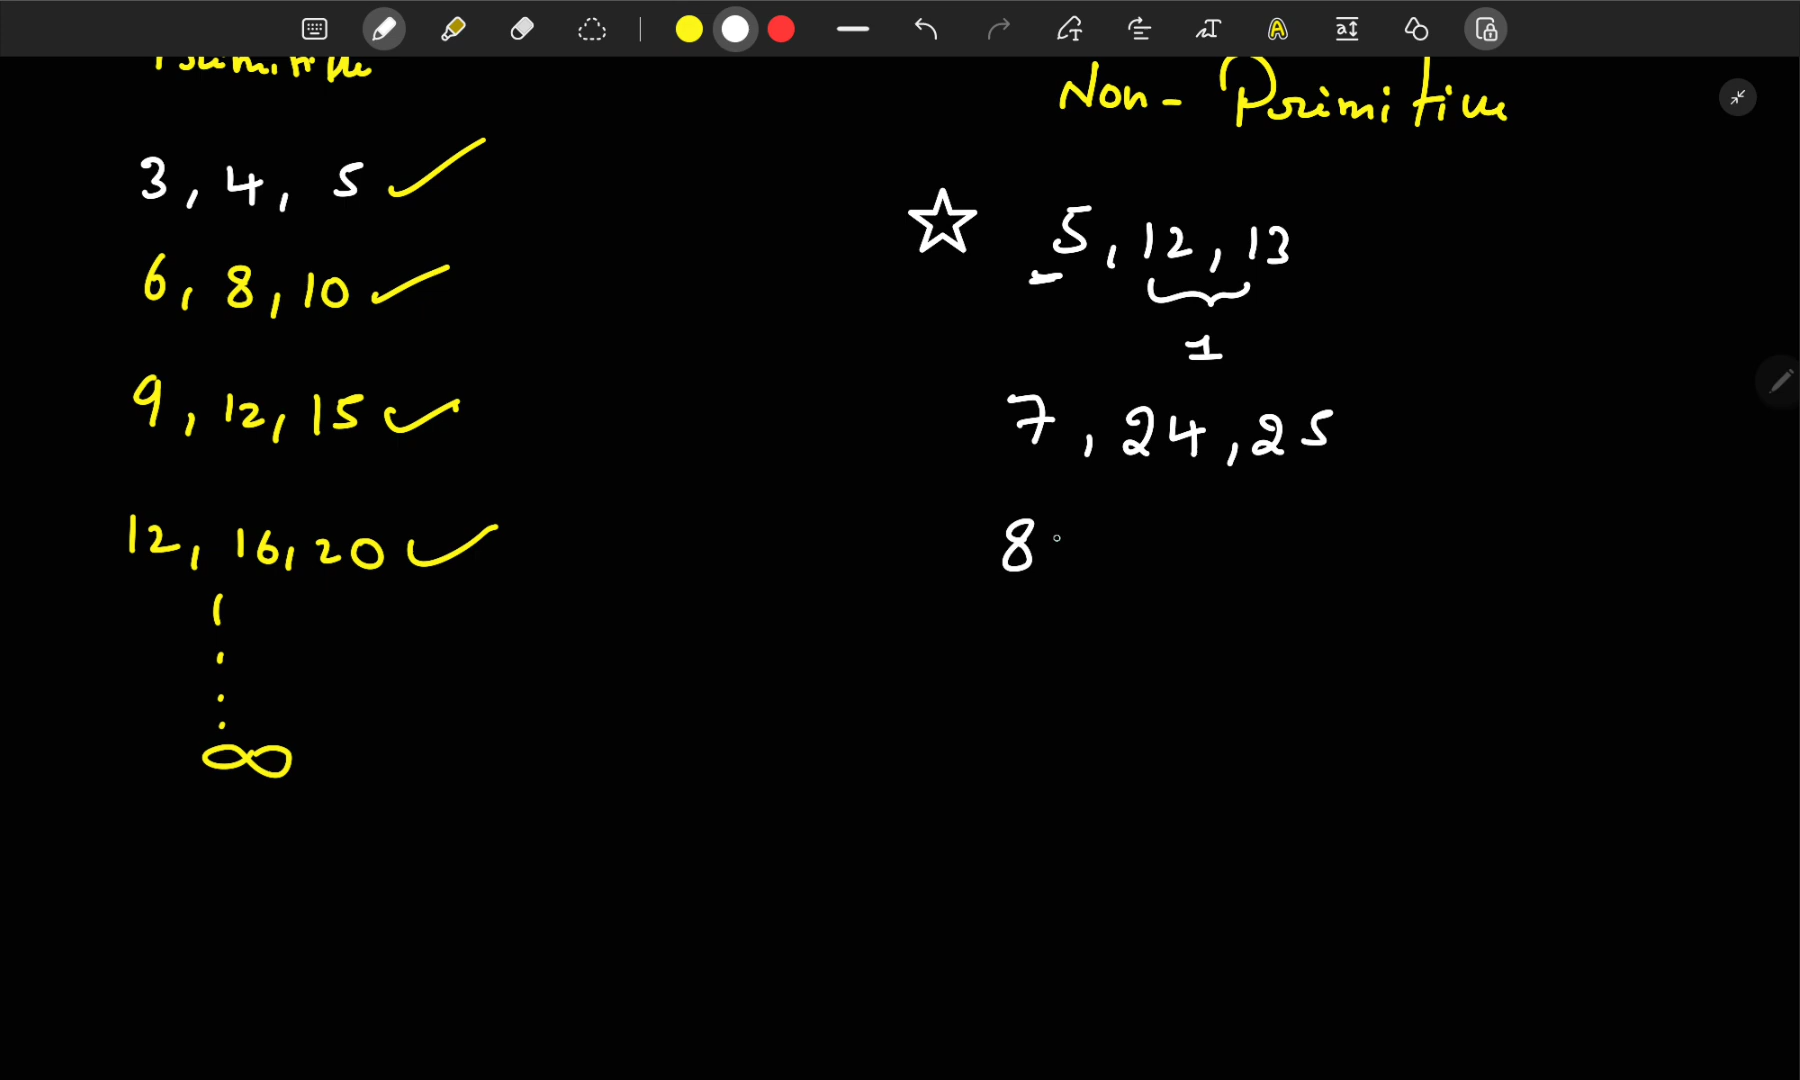 Primitive
3, 4, 5
6, 8, 10
9, 12, 15
12, 16, 20
∞
Non - Primitive
5, 12, 13
1
7, 24, 25
8